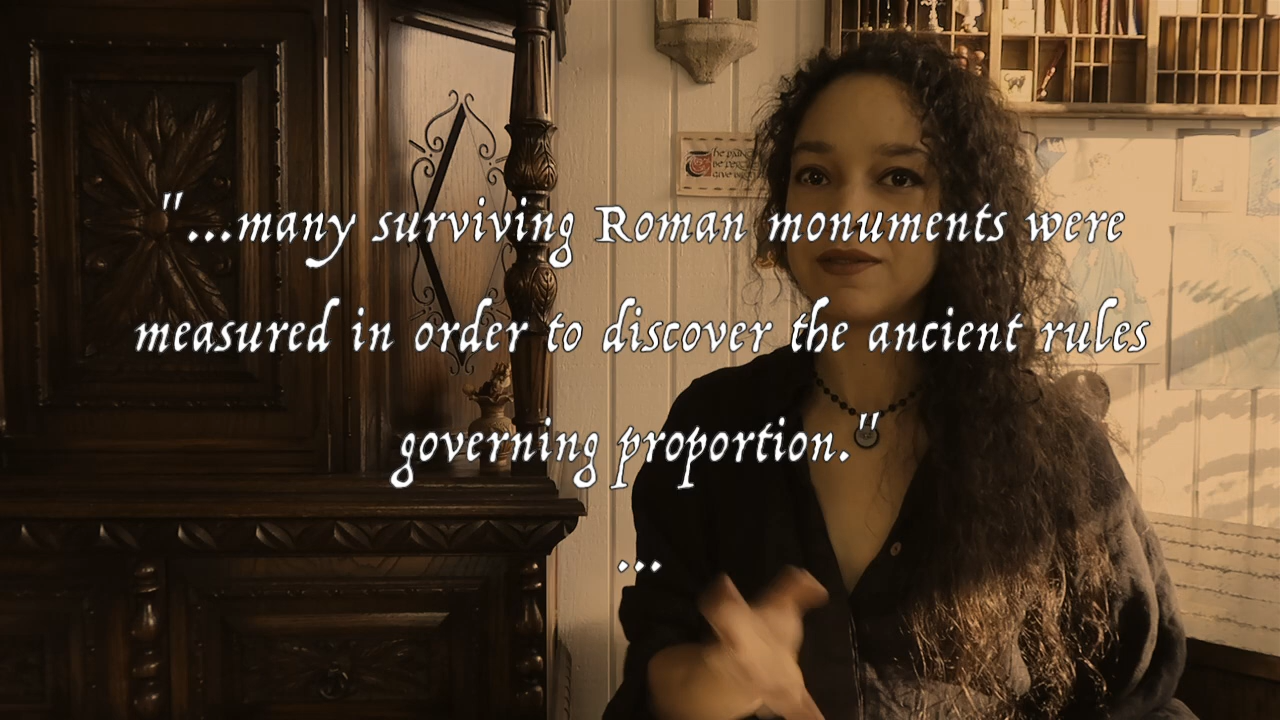 "...many surviving Roman monuments were
measured in order to discover the ancient rules
governing proportion."
...